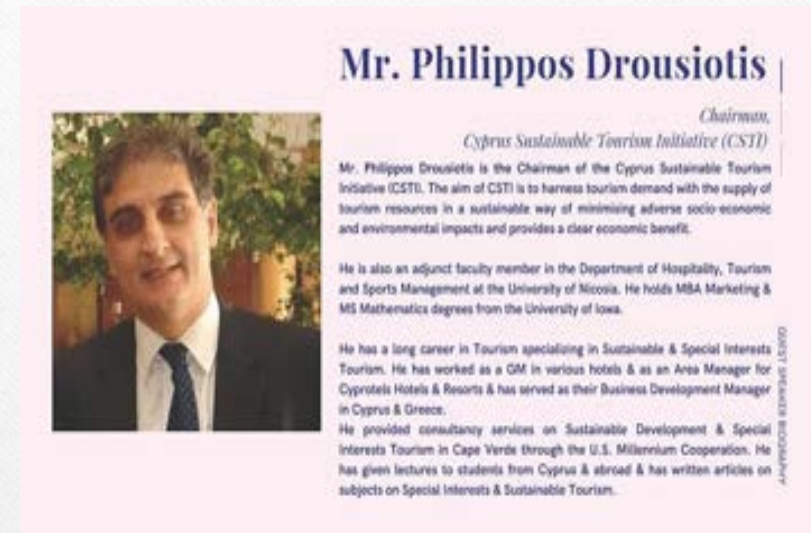 Mr. Philippos Drousiotis
Chairman,
Cyprus Sustainable Tourism Initiative (CSTI)
Mr. Philippos Drousiotis is the Chairman of the Cyprus Sustainable Tourism
Initiative (CSTI). The aim of CSTI is to harness tourism demand with the supply of
tourism resources in a sustainable way of minimising adverse socio-economic
and environmental impacts and provides a clear economic benefit.
He is also an adjunct faculty member in the Department of Hospitality, Tourism
and Sports Management at the University of Nicosia. He holds MBA Marketing &
MS Mathematics degrees from the University of Iowa.
He has a long career in Tourism specializing in Sustainable & Special Interests
Tourism. He has worked as a GM in various hotels & as an Area Manager for
Cyprotels Hotels & Resorts & has served as their Business Development Manager
in Cyprus & Greece.
He provided consultancy services on Sustainable Development & Special
Interests Tourism in Cape Verde through the U.S. Millennium Cooperation. He
has given lectures to students from Cyprus & abroad & has written articles on
subjects on Special Interests & Sustainable Tourism.
GUEST SPEAKER BIOGRAPHY